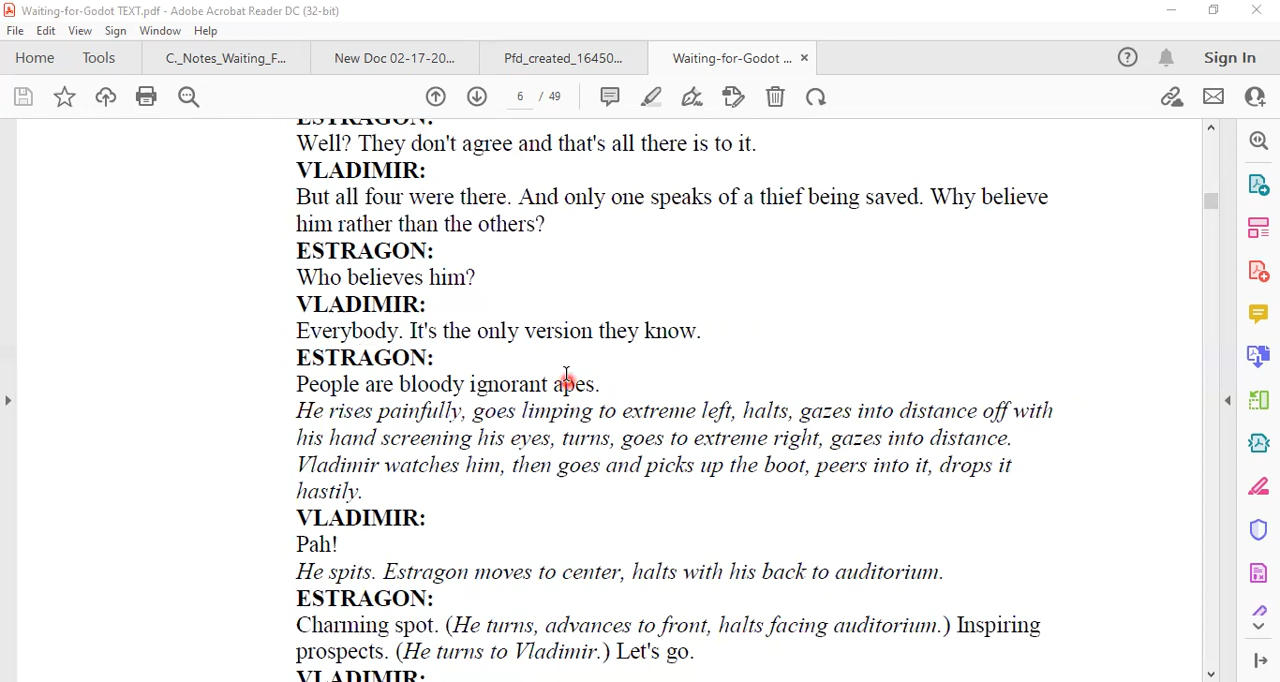 Waiting-for-Godot TEXT.pdf - Adobe Acrobat Reader DC (32-bit)
File Edit View Sign Window Help
Home Tools C._Notes_Waiting_F... New Doc 02-17-20... Pfd_created_16450... Waiting-for-Godot ... × Sign In
6 / 49
ESTRAGON:
Well? They don't agree and that's all there is to it.
VLADIMIR:
But all four were there. And only one speaks of a thief being saved. Why believe
him rather than the others?
ESTRAGON:
Who believes him?
VLADIMIR:
Everybody. It's the only version they know.
ESTRAGON:
People are bloody ignorant apes.
He rises painfully, goes limping to extreme left, halts, gazes into distance off with
his hand screening his eyes, turns, goes to extreme right, gazes into distance.
Vladimir watches him, then goes and picks up the boot, peers into it, drops it
hastily.
VLADIMIR:
Pah!
He spits. Estragon moves to center, halts with his back to auditorium.
ESTRAGON:
Charming spot. (He turns, advances to front, halts facing auditorium.) Inspiring
prospects. (He turns to Vladimir.) Let's go.
VLADIMIR: